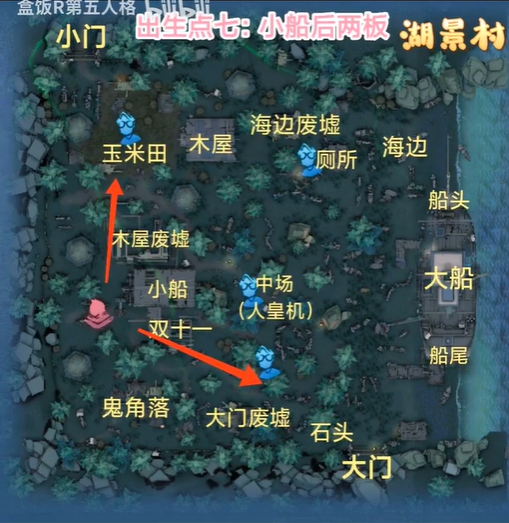 盒饭R第五人格 bilibili
出生点七：小船后两板
湖景村
小门
海边废墟
玉米田
木屋
厕所
海边
船头
木屋废墟
大船
小船
中场
（人皇机）
双十一
船尾
鬼角落
大门废墟
石头
大门